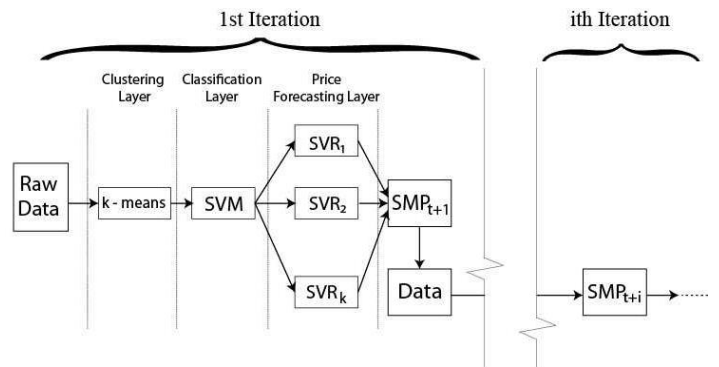 1st Iteration
ith Iteration
Clustering
Layer
Classification
Layer
Price
Forecasting Layer
Raw
Data
k - means
SVM
SVR1
SVR2
SVRk
SMPt+1
Data
SMPt+i